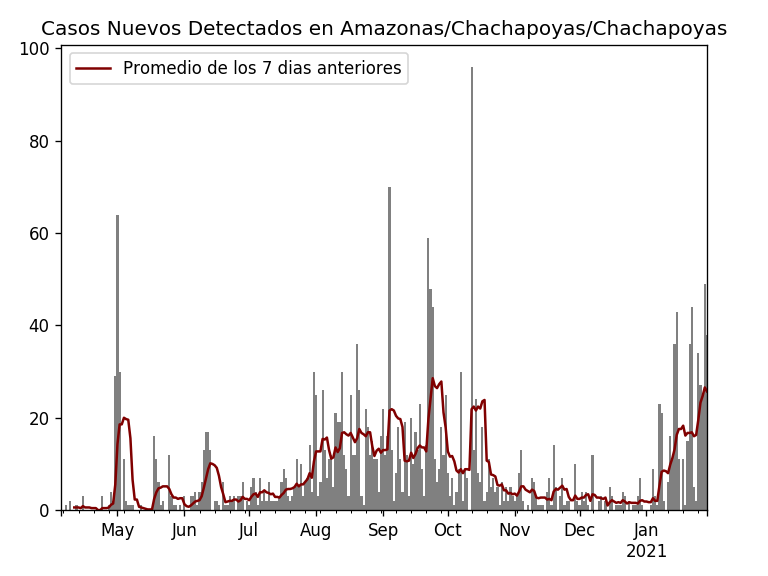 Casos Nuevos Detectados en Amazonas/Chachapoyas/Chachapoyas
Promedio de los 7 dias anteriores
100
80
60
40
20
0
May Jun Jul Aug Sep Oct Nov Dec Jan
2021